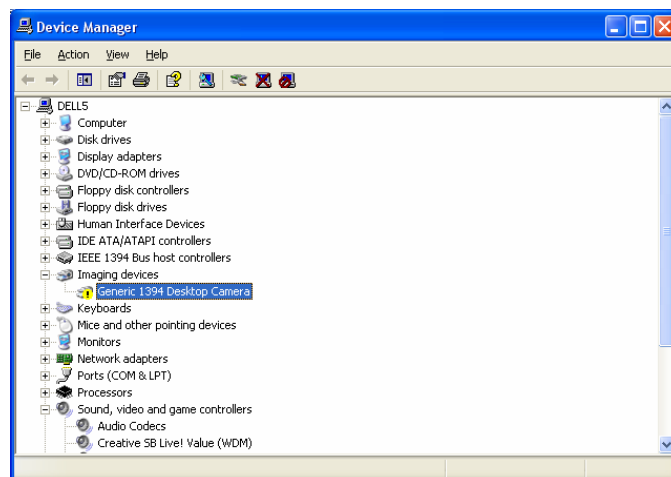 Device Manager
File Action View Help
DELL5
Computer
Disk drives
Display adapters
DVD/CD-ROM drives
Floppy disk controllers
Floppy disk drives
Human Interface Devices
IDE ATA/ATAPI controllers
IEEE 1394 Bus host controllers
Imaging devices
Generic 1394 Desktop Camera
Keyboards
Mice and other pointing devices
Monitors
Network adapters
Ports (COM & LPT)
Processors
Sound, video and game controllers
Audio Codecs
Creative SB Live! Value (WDM)